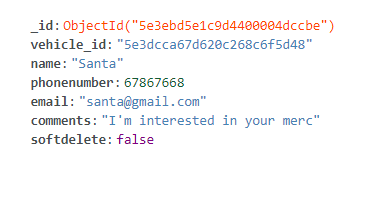 _id:ObjectId("5e3ebd5e1c9d4400004dccbe")
vehicle_id:"5e3dcca67d620c268c6f5d48"
name:"Santa"
phonenumber:67867668
email:"santa@gmail.com"
comments:"I'm interested in your merc"
softdelete:false